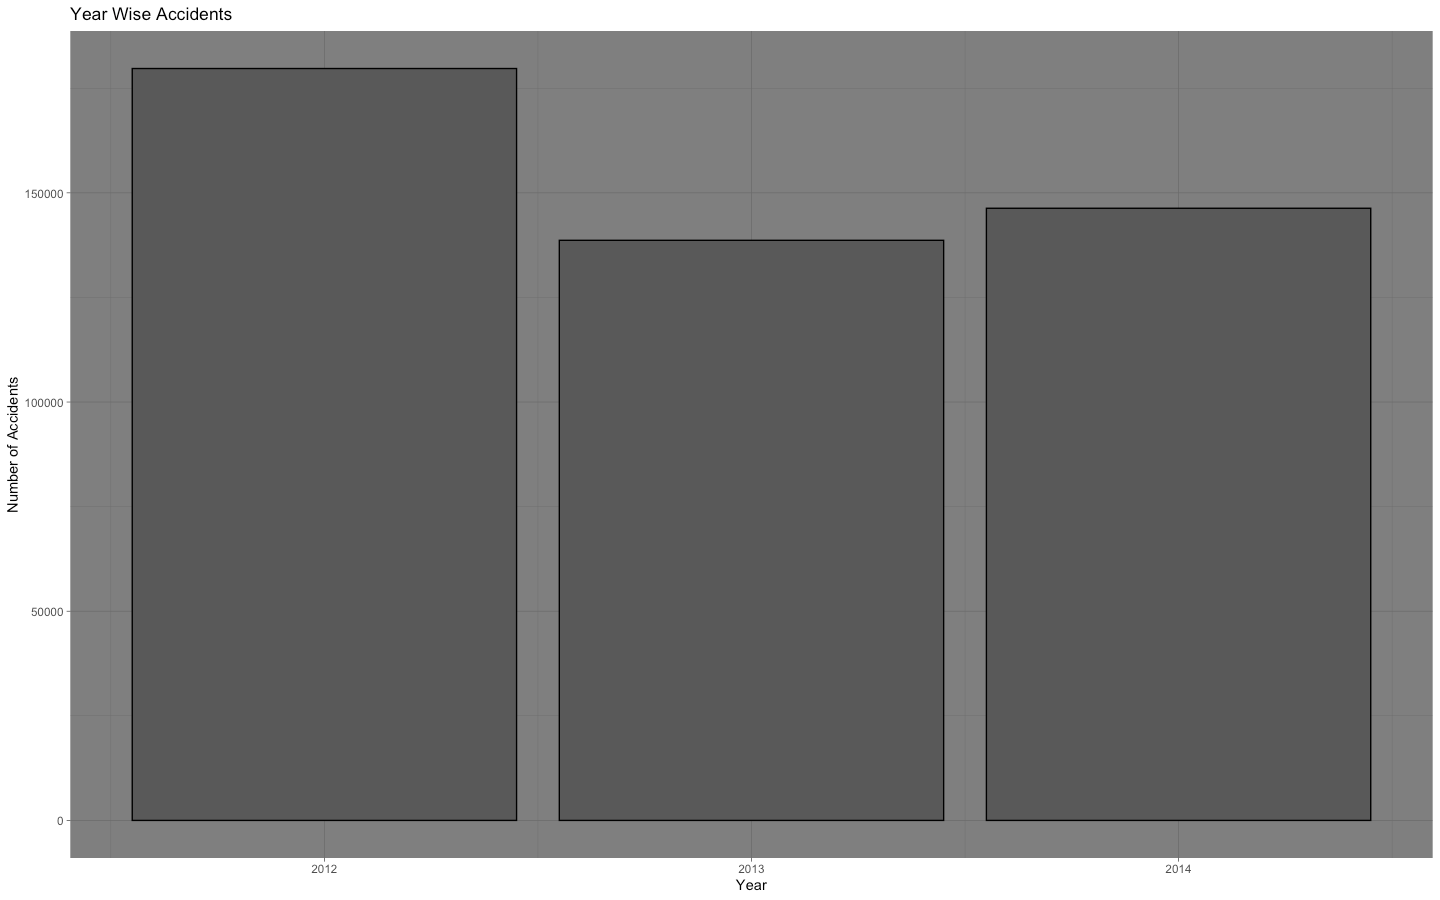 Year Wise Accidents
Number of Accidents
150000
100000
50000
0
2012
2013
2014
Year